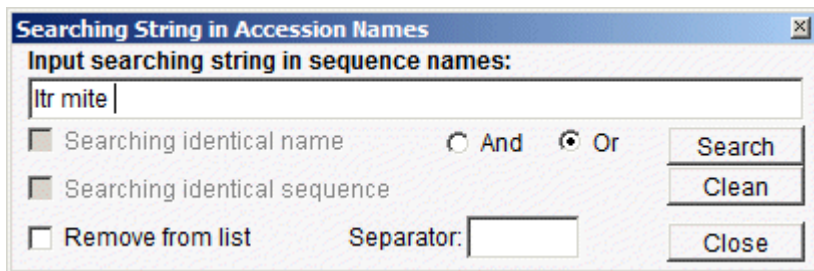 Searching String in Accession Names
Input searching string in sequence names:
ltr mite
Searching identical name And Or Search
Searching identical sequence Clean
Remove from list Separator: Close